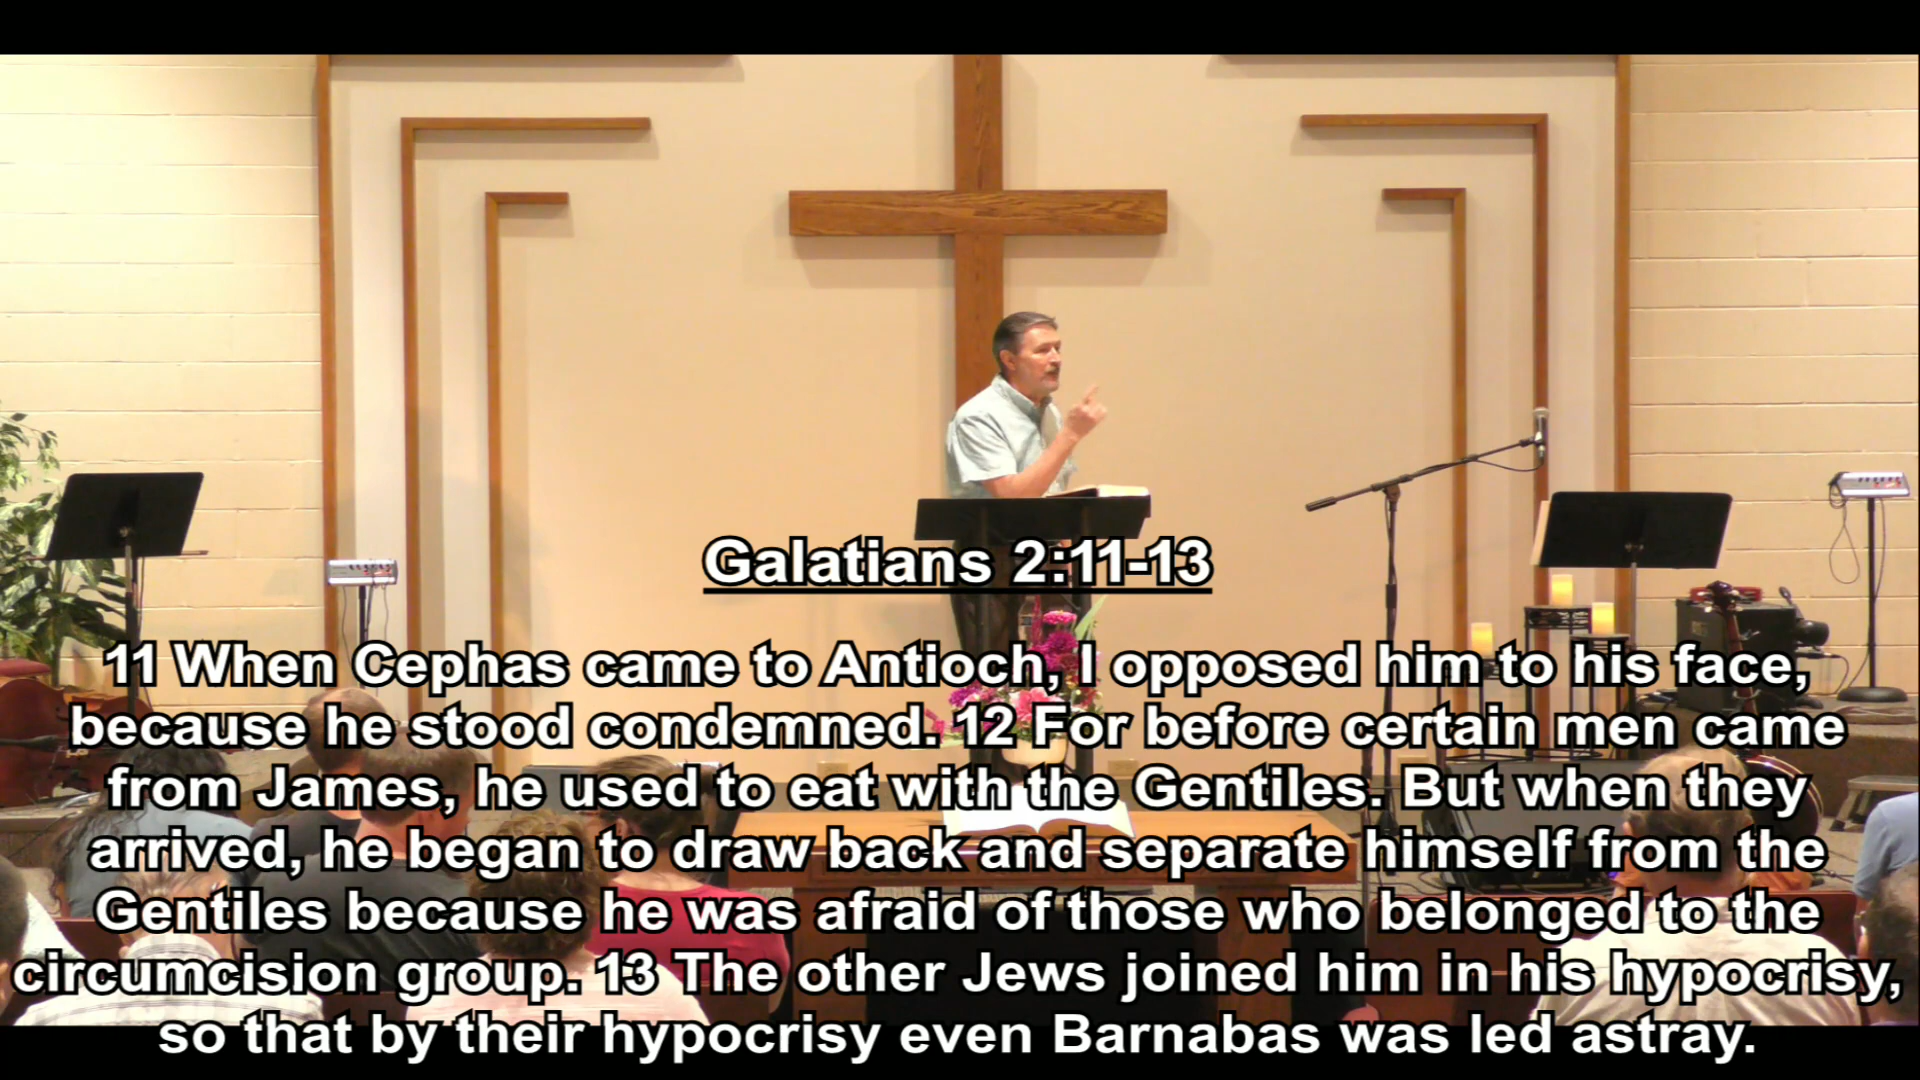 Galatians 2:11-13
11 When Cephas came to Antioch, I opposed him to his face,
because he stood condemned. 12 For before certain men came
from James, he used to eat with the Gentiles. But when they
arrived, he began to draw back and separate himself from the
Gentiles because he was afraid of those who belonged to the
circumcision group. 13 The other Jews joined him in his hypocrisy,
so that by their hypocrisy even Barnabas was led astray.